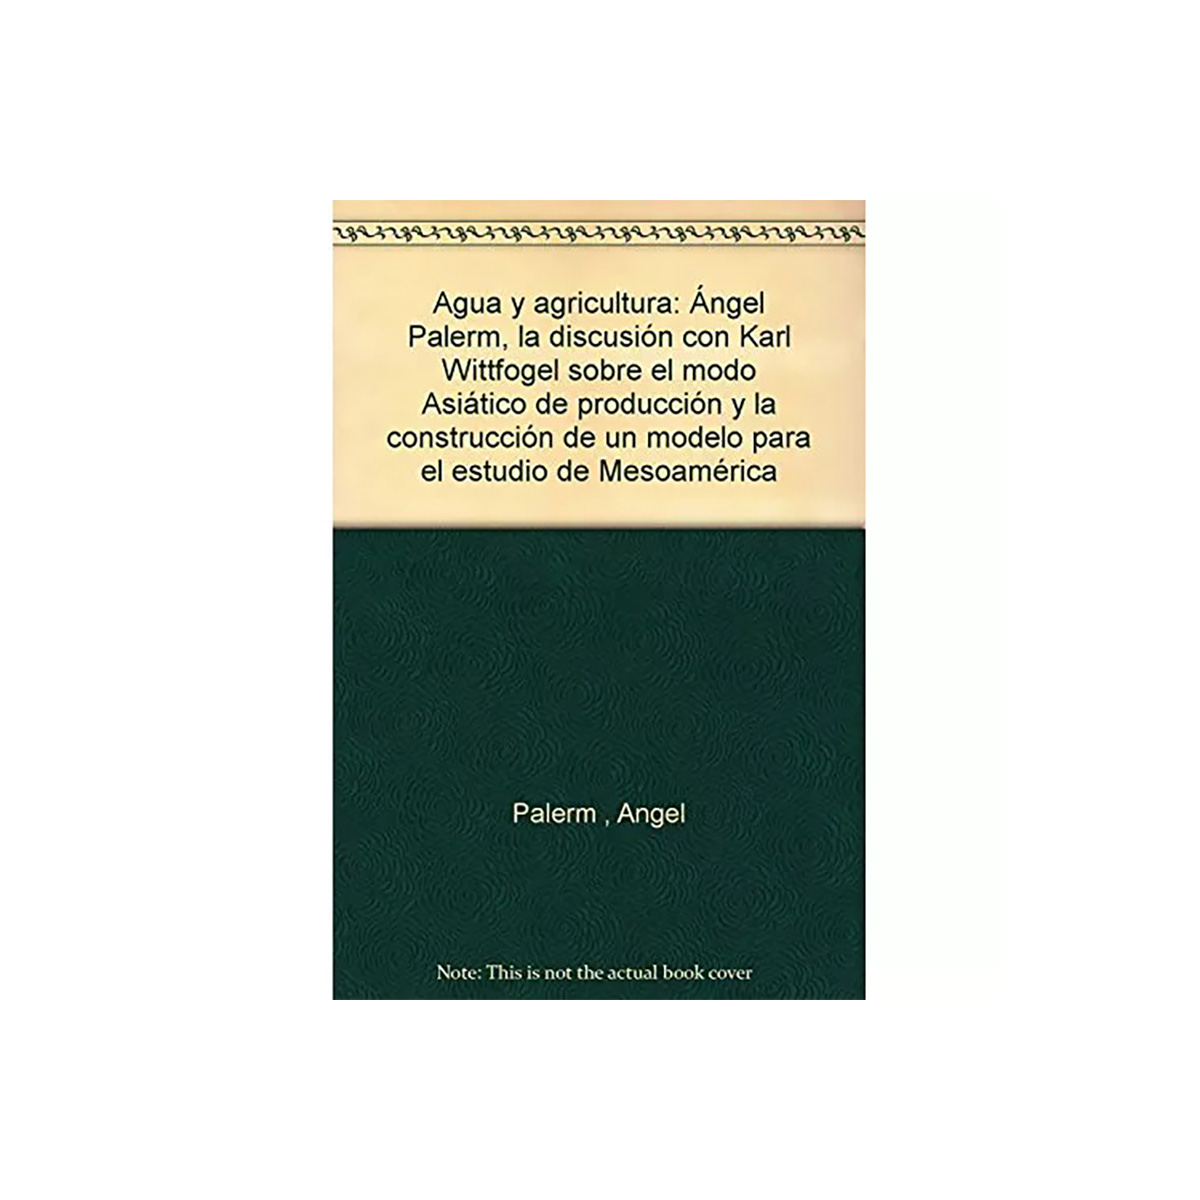 Agua y agricultura: Ángel
Palerm, la discusión con Karl
Wittfogel sobre el modo
Asiático de producción y la
construcción de un modelo para
el estudio de Mesoamérica
Palerm , Angel
Note: This is not the actual book cover